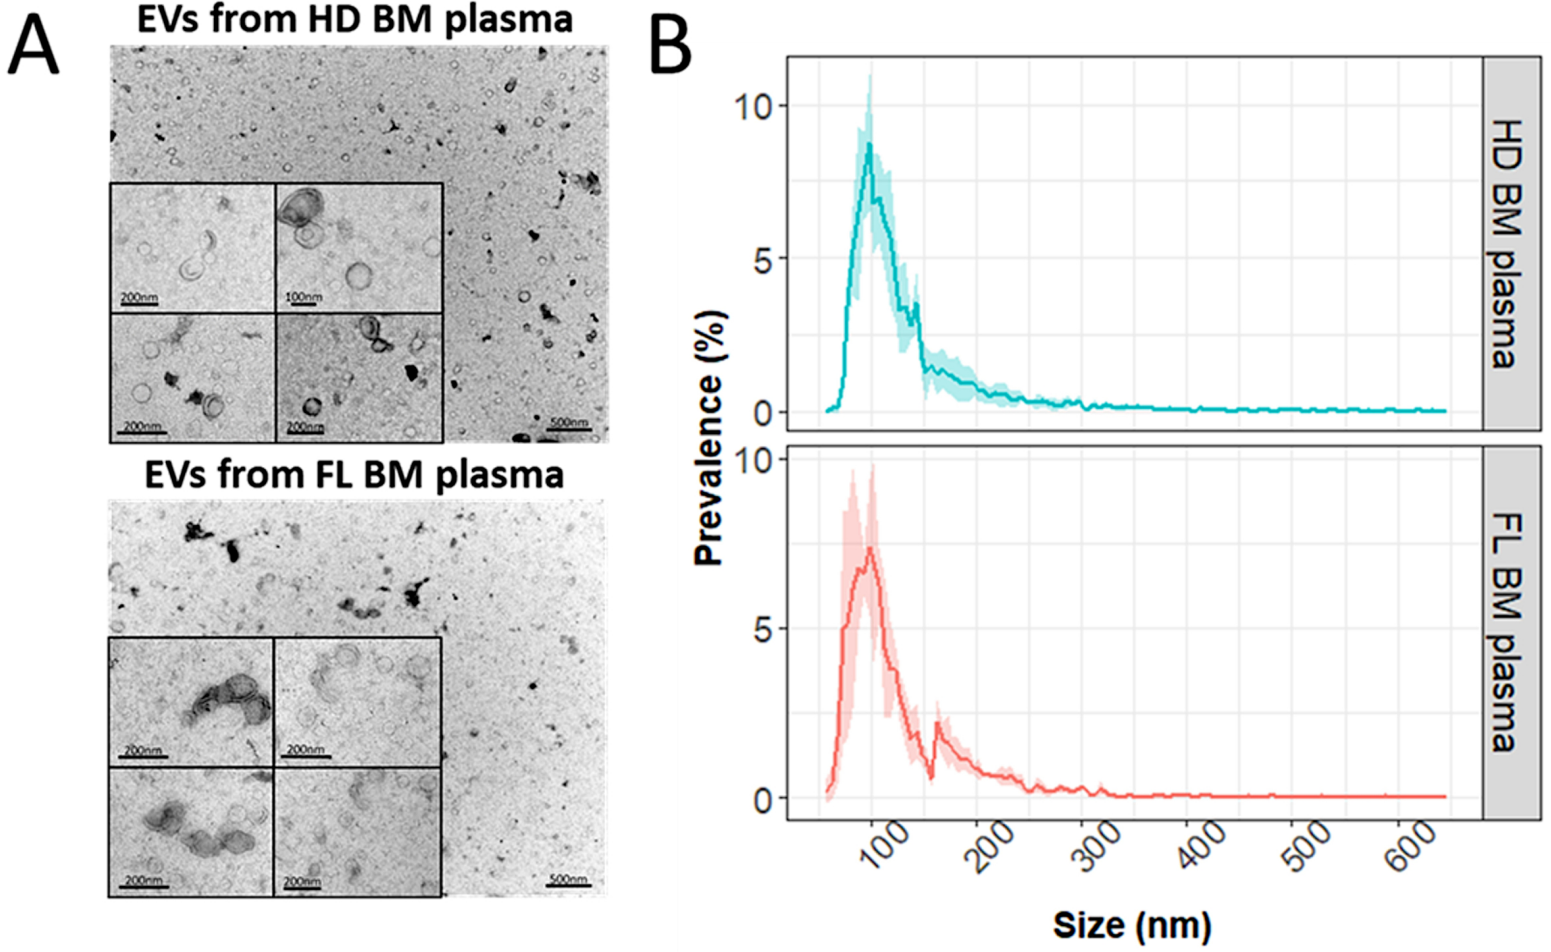 A
EVs from HD BM plasma
200nm
100nm
200nm
200nm
500nm
EVs from FL BM plasma
200nm
200nm
200nm
200nm
500nm
B
Prevalence (%)
10
5
0
HD BM plasma
10
5
0
FL BM plasma
100
200
300
400
500
600
Size (nm)